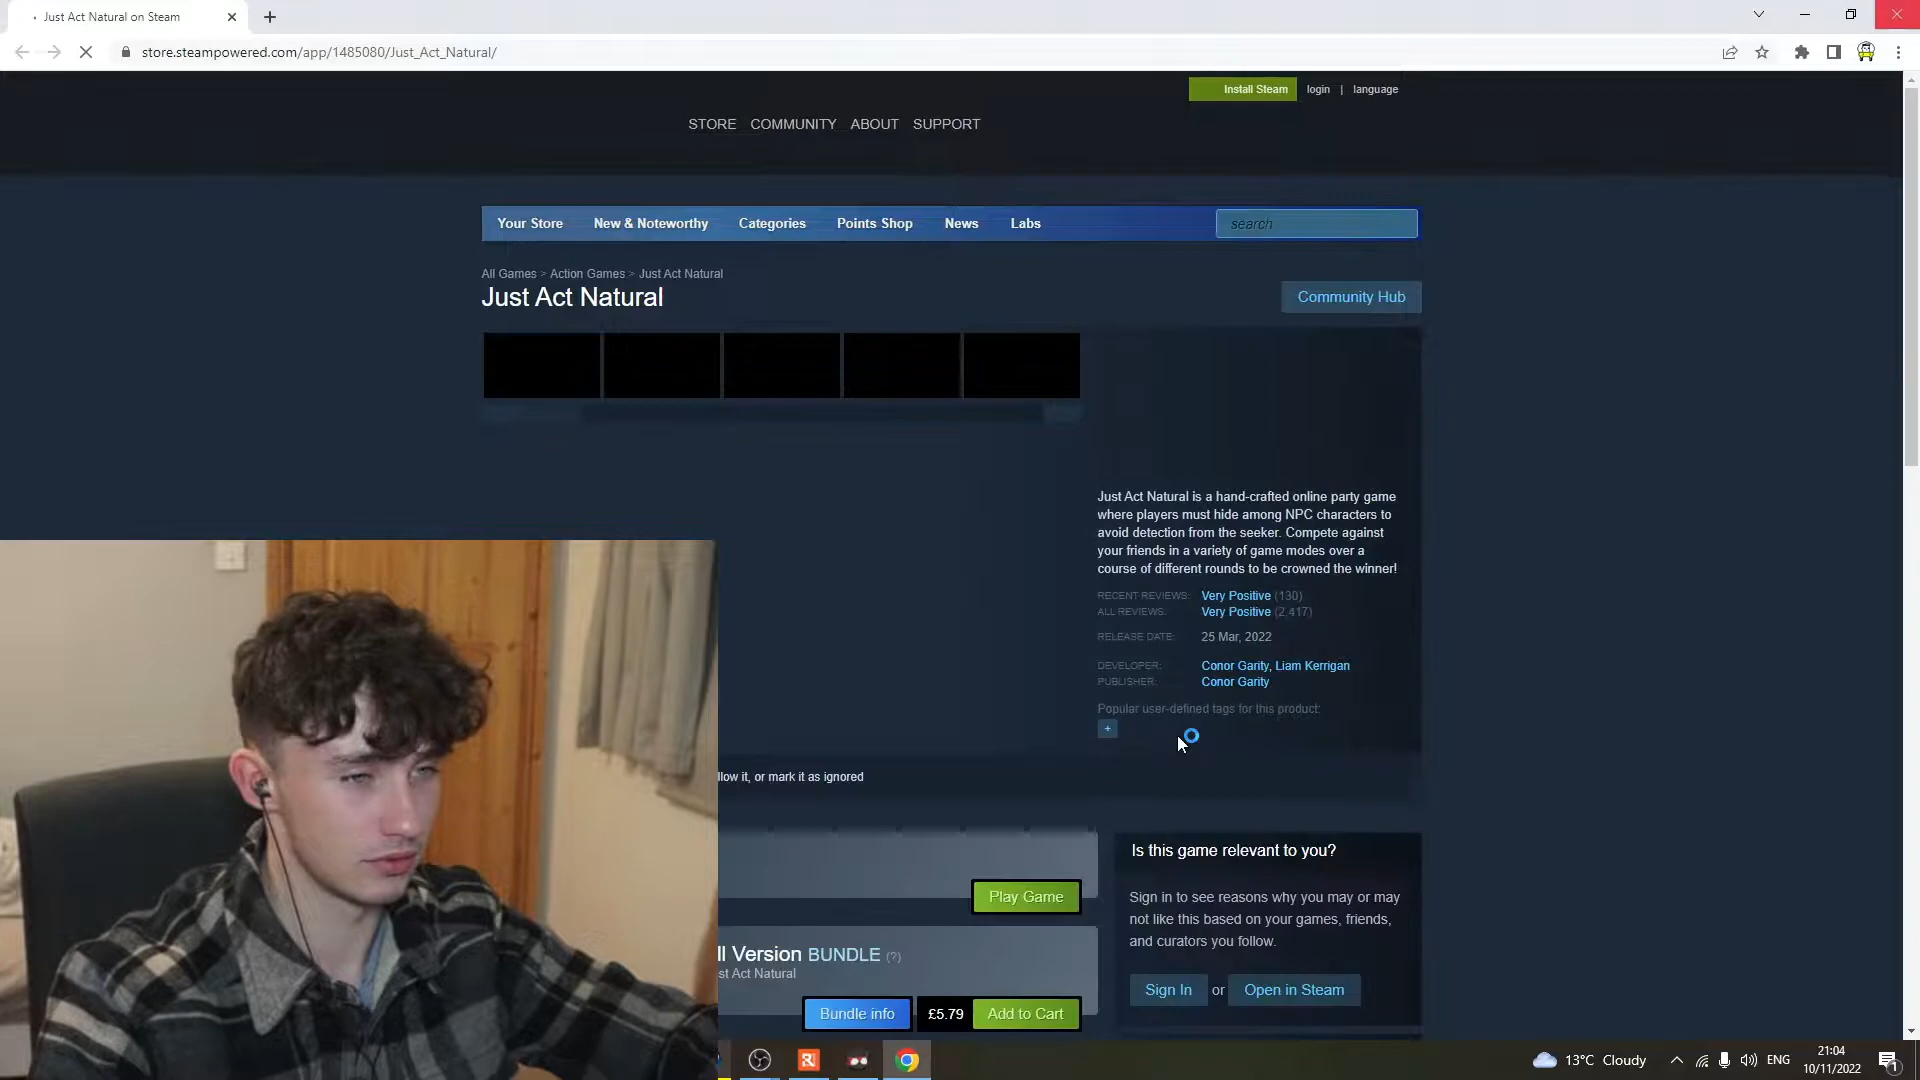 Just Act Natural on Steam
store.steampowered.com/app/1485080/Just_Act_Natural/
Install Steam login | language
STORE COMMUNITY ABOUT SUPPORT
Your Store New & Noteworthy Categories Points Shop News Labs search
All Games > Action Games > Just Act Natural
Just Act Natural
Community Hub
Just Act Natural is a hand-crafted online party game
where players must hide among NPC characters to
avoid detection from the seeker. Compete against
your friends in a variety of game modes over a
course of different rounds to be crowned the winner!
RECENT REVIEWS: Very Positive (130)
ALL REVIEWS: Very Positive (2,417)
RELEASE DATE: 25 Mar, 2022
DEVELOPER: Conor Garity, Liam Kerrigan
PUBLISHER: Conor Garity
Popular user-defined tags for this product:
+
llow it, or mark it as ignored
Play Game
ll Version BUNDLE (?)
st Act Natural
Bundle info £5.79 Add to Cart
Is this game relevant to you?
Sign in to see reasons why you may or may
not like this based on your games, friends,
and curators you follow.
Sign In or Open in Steam
13°C Cloudy
ENG
21:04
10/11/2022
1